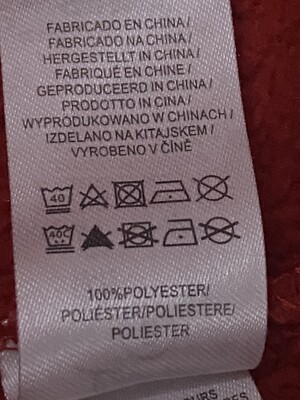 FABRICADO EN CHINA /
FABRICADO NA CHINA /
HERGESTELLT IN CHINA /
FABRIQUÉ EN CHINE /
GEPRODUCEERD IN CHINA /
PRODOTTO IN CINA /
WYPRODUKOWANO W CHINACH /
IZDELANO NA KITAJSKEM /
VYROBENO V ČÍNĚ
40
40C
100%POLYESTER/
POLIÉSTER/POLIESTERE/
POLIESTER